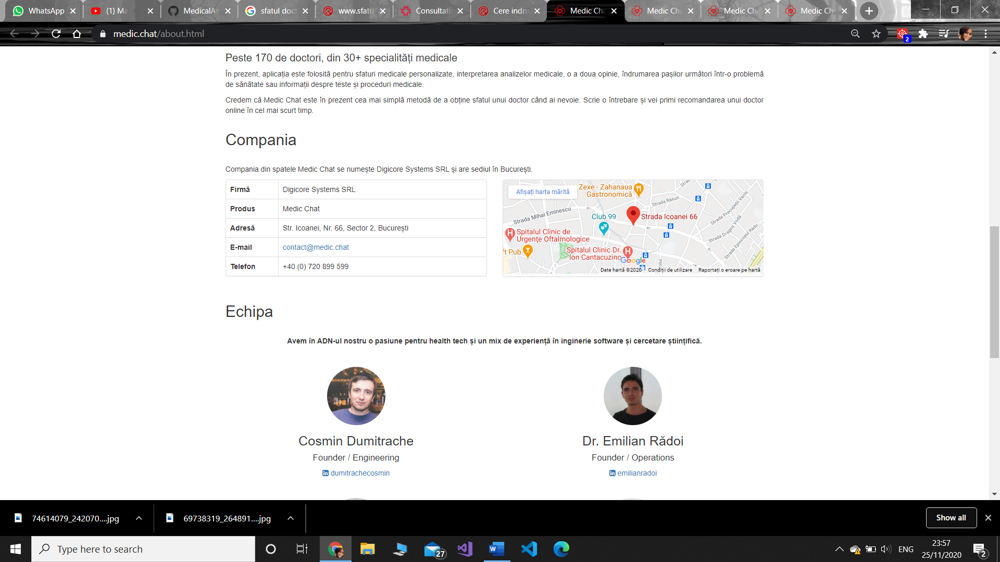 WhatsApp
(1) Ma
MedicalAs
sfatul doc
www.sfatu
Consultati
Cere indru
Medic Cha
Medic Cha
Medic Cha
Medic Cha
medic.chat/about.html
2
Peste 170 de doctori, din 30+ specialități medicale
În prezent, aplicația este folosită pentru sfaturi medicale personalizate, interpretarea analizelor medicale, o a doua opinie, îndrumarea pașilor următori într-o problemă
de sănătate sau informații despre teste și proceduri medicale.
Credem că Medic Chat este în prezent cea mai simplă metodă de a obține sfatul unui doctor când ai nevoie. Scrie o întrebare și vei primi recomandarea unui doctor
online în cel mai scurt timp.
Compania
Compania din spatele Medic Chat se numește Digicore Systems SRL și are sediul în București.
Firmă Digicore Systems SRL
Produs Medic Chat
Adresă Str. Icoanei, Nr. 66, Sector 2, București
E-mail contact@medic.chat
Telefon +40 (0) 720 899 599
Afișați harta mărită
Zexe - Zahanaua
Gastronomică
Strada Răsuri
Strada Precupeții Vechi
Strada Mihai Eminescu
Club 99
Strada Icoanei 66
Strada Dragoș Vodă
Spitalul Clinic de
Urgențe Oftalmologice
Strada Episcopul Radu
ft Pub
Spitalul Clinic Dr.
Ion Cantacuzino
Google
Date hartă ©2020
Condiții de utilizare
Raportați o eroare pe hartă
Echipa
Avem în ADN-ul nostru o pasiune pentru health tech și un mix de experiență în inginerie software și cercetare științifică.
Cosmin Dumitrache
Founder / Engineering
in dumitrachecosmin
Dr. Emilian Rădoi
Founder / Operations
in emilianradoi
74614079_242070....jpg
69738319_264891....jpg
Show all
Type here to search
27
ENG
23:57
25/11/2020
2